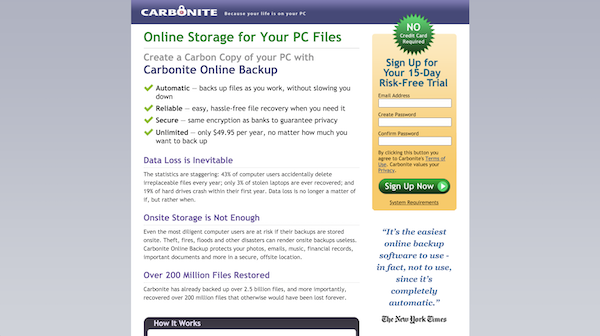 CARBONITE Because your life is on your PC
Online Storage for Your PC Files
Create a Carbon Copy of your PC with
Carbonite Online Backup
Automatic — backs up files as you work, without slowing you
down
Reliable — easy, hassle-free file recovery when you need it
Secure — same encryption as banks to guarantee privacy
Unlimited — only $49.95 per year, no matter how much you
want to back up
Data Loss is Inevitable
The statistics are staggering: 43% of computer users accidentally delete
irreplaceable files every year; only 3% of stolen laptops are ever recovered; and
19% of hard drives crash within their first year. Data loss is no longer a matter of
if, but rather when.
Onsite Storage is Not Enough
Even the most diligent computer users are at risk if their backups are stored
onsite. Theft, fires, floods and other disasters can render onsite backups useless.
Carbonite Online Backup protects your photos, emails, music, financial records,
important documents and more in a secure, offsite location.
Over 200 Million Files Restored
Carbonite has already backed up over 2.5 billion files, and more importantly,
recovered over 200 million files that otherwise would have been lost forever.
How it Works
NO
Credit Card
Required
Sign Up for
Your 15-Day
Risk-Free Trial
Email Address
Create Password
Confirm Password
By clicking this button you
agree to Carbonite's Terms of
Use. Carbonite values your
Privacy.
Sign Up Now
System Requirements
"It's the easiest
online backup
software to use -
in fact, not to use,
since it's
completely
automatic."
The New York Times